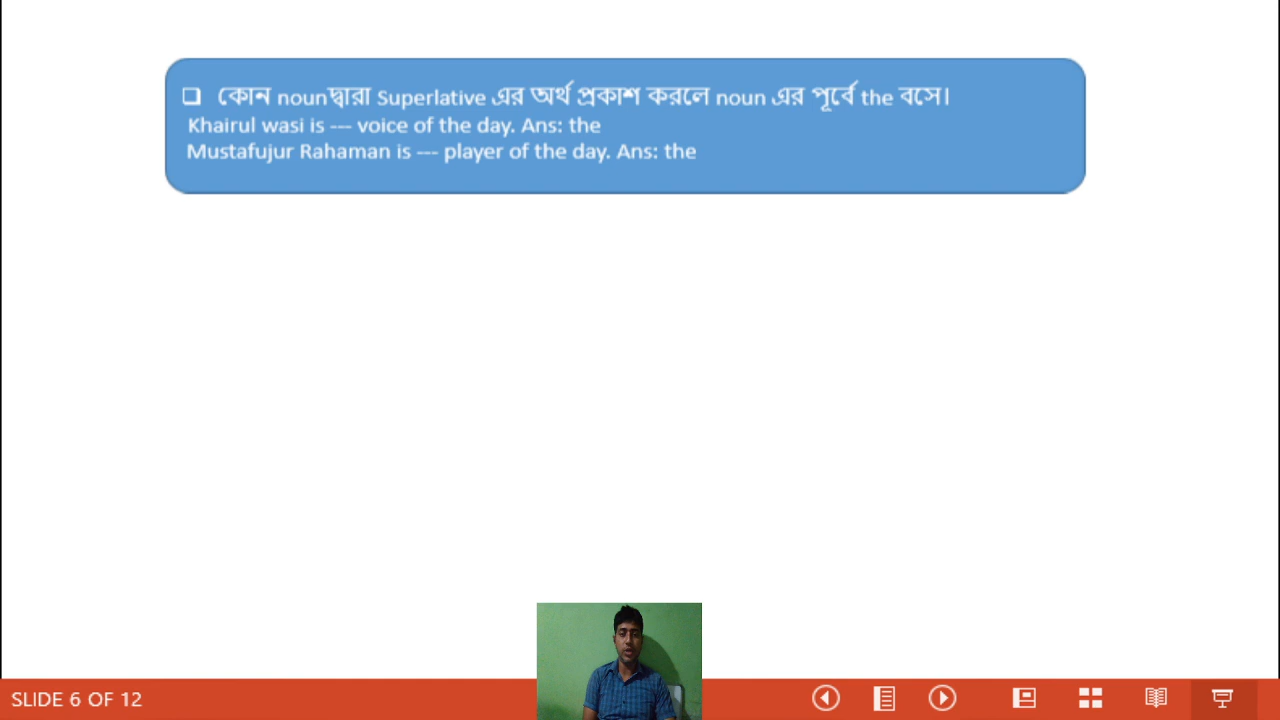 ❑ কোন nounদ্বারা Superlative এর অর্থ প্রকাশ করলে noun এর পূর্বে the বসে।
Khairul wasi is --- voice of the day. Ans: the
Mustafujur Rahaman is --- player of the day. Ans: the
SLIDE 6 OF 12